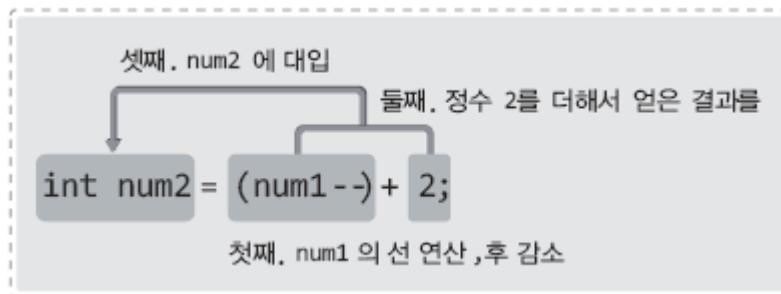 셋째. num2 에 대입
둘째. 정수 2를 더해서 얻은 결과를
int num2 = (num1--) + 2;
첫째. num1 의 선 연산 ,후 감소